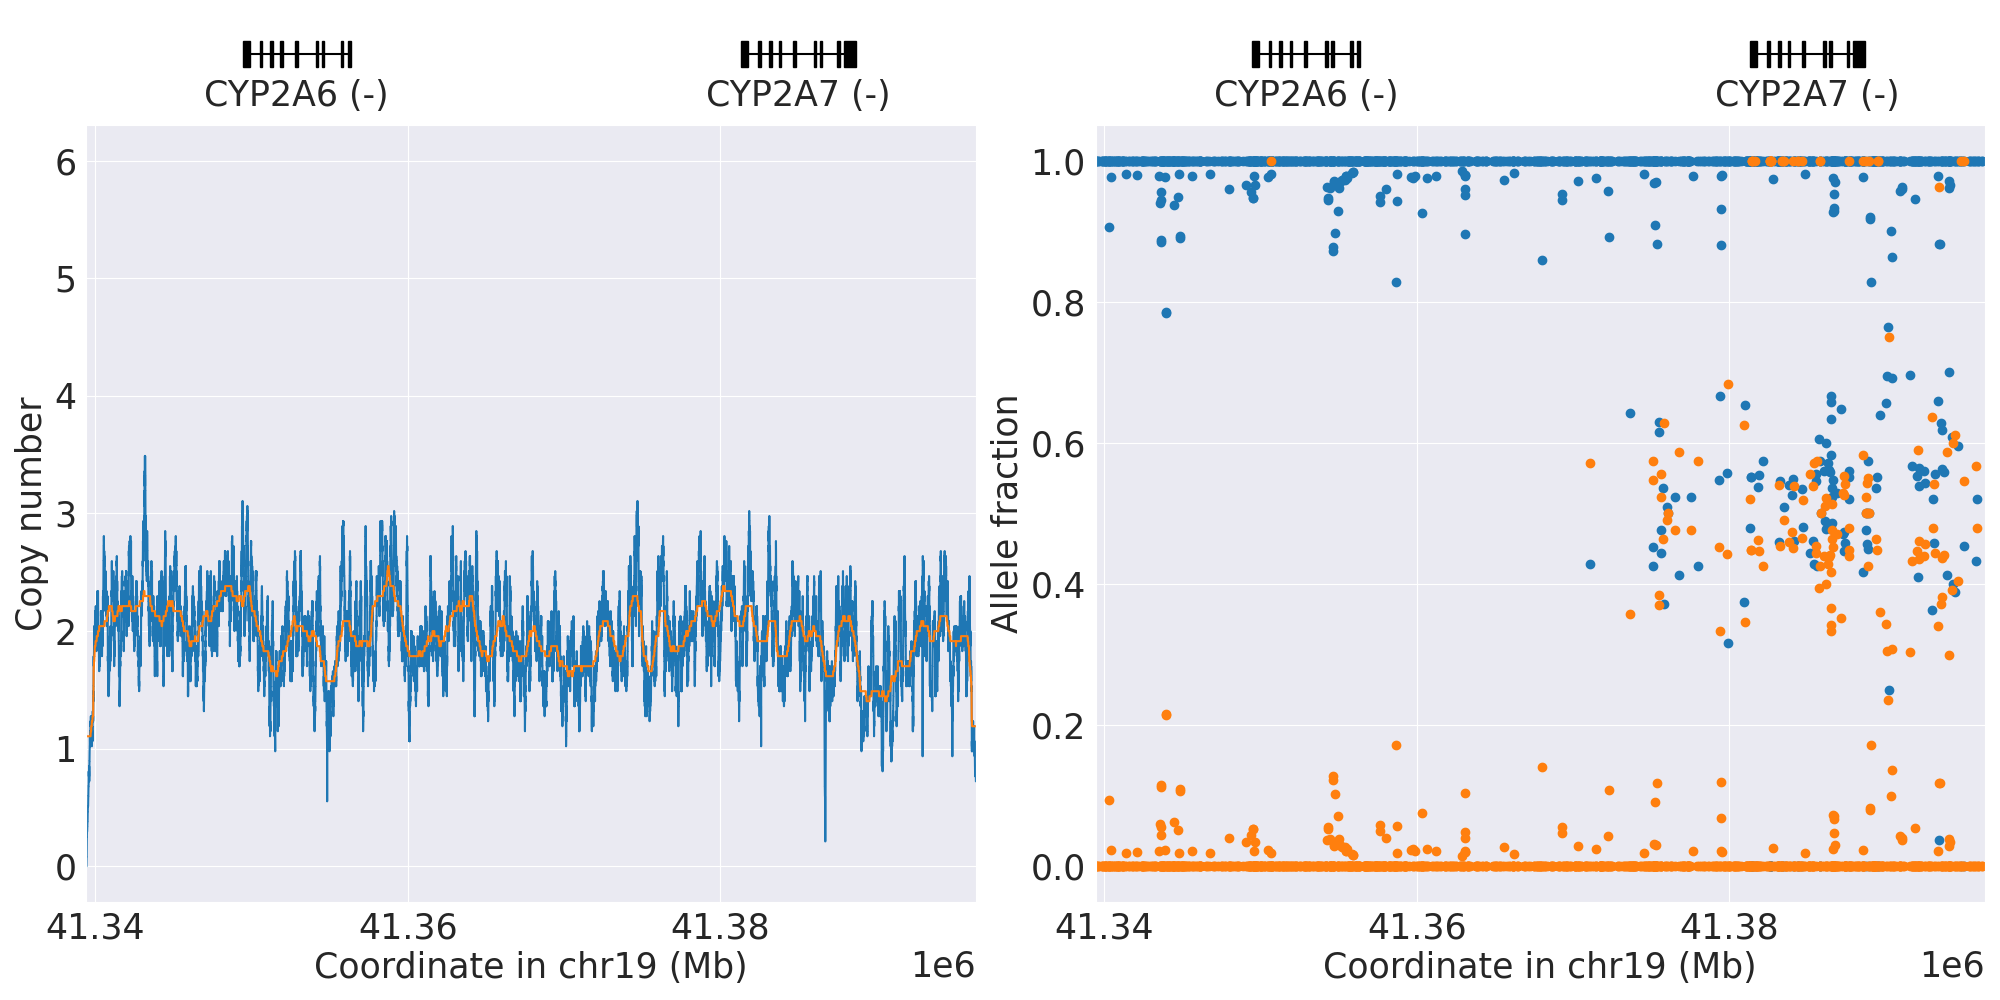 CYP2A6 (-)
CYP2A7 (-)
6
5
4
3
2
1
0
Copy number
41.34
41.36
41.38
Coordinate in chr19 (Mb)
1e6
CYP2A6 (-)
CYP2A7 (-)
1.0
0.8
0.6
0.4
0.2
0.0
Allele fraction
41.34
41.36
41.38
Coordinate in chr19 (Mb)
1e6